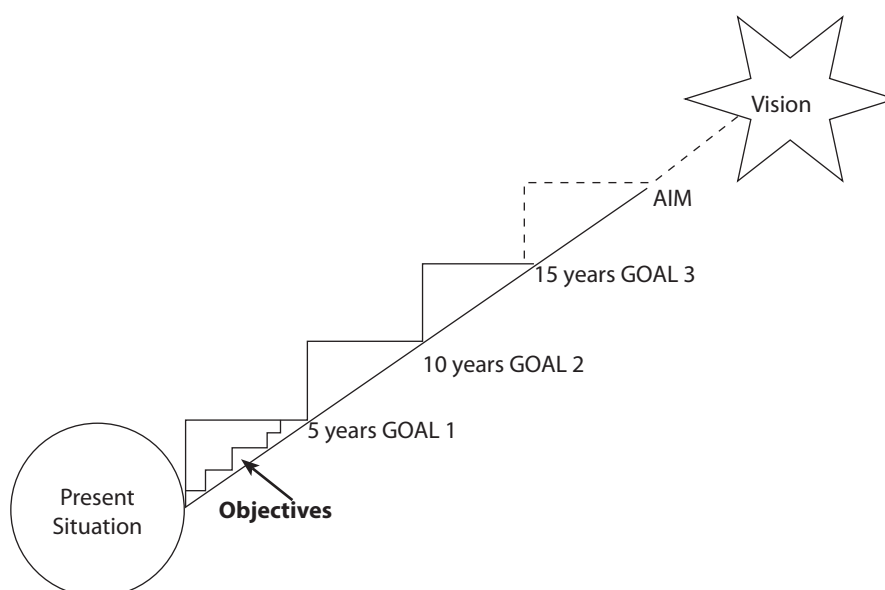 Vision
AIM
15 years GOAL 3
10 years GOAL 2
5 years GOAL 1
Objectives
Present
Situation